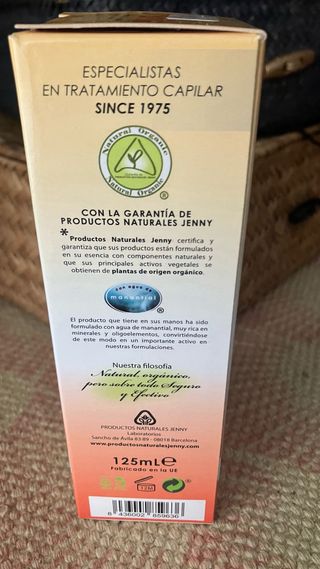 ESPECIALISTAS
EN TRATAMIENTO CAPILAR
SINCE 1975
Natural Organic
Natural Organic
®
CON LA GARANTÍA DE
PRODUCTOS NATURALES JENNY
* Productos Naturales Jenny certifica y
garantiza que sus productos están formulados
en su esencia con componentes naturales y
que sus principales activos vegetales se
obtienen de plantas de origen orgánico.
con agua de
manantial
®
El producto que tiene en sus manos ha sido
formulado con agua de manantial, muy rica en
minerales y oligoelementos, convirtiéndose
de este modo en un importante activo en
nuestras formulaciones.
Nuestra filosofía
Natural, orgánico,
pero sobre todo Seguro
y Efectivo
PRODUCTOS NATURALES JENNY
Laboratorios
Sancho de Ávila 83-89 - 08018 Barcelona
www.productosnaturalesjenny.com
125mL℮
Fabricado en la UE
12M
8 436002 859636